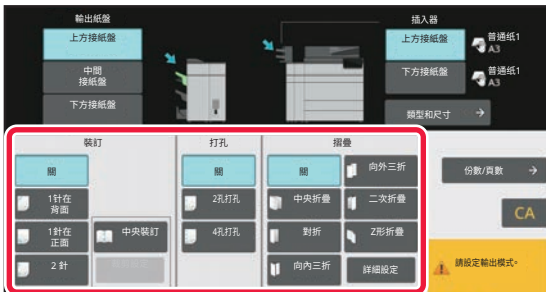 輸出紙盤
上方接紙盤
中間
接紙盤
下方接紙盤
插入器
上方接紙盤
普通紙1
A3
下方接紙盤
普通紙1
A3
類型和尺寸
裝訂
關
1針在
背面
1針在
正面
2 針
中央裝訂
打孔
關
2孔打孔
4孔打孔
摺疊
關
中央折疊
對折
向內三折
向外三折
二次折疊
Z形折疊
詳細設定
份數/頁數
CA
請設定輸出模式。